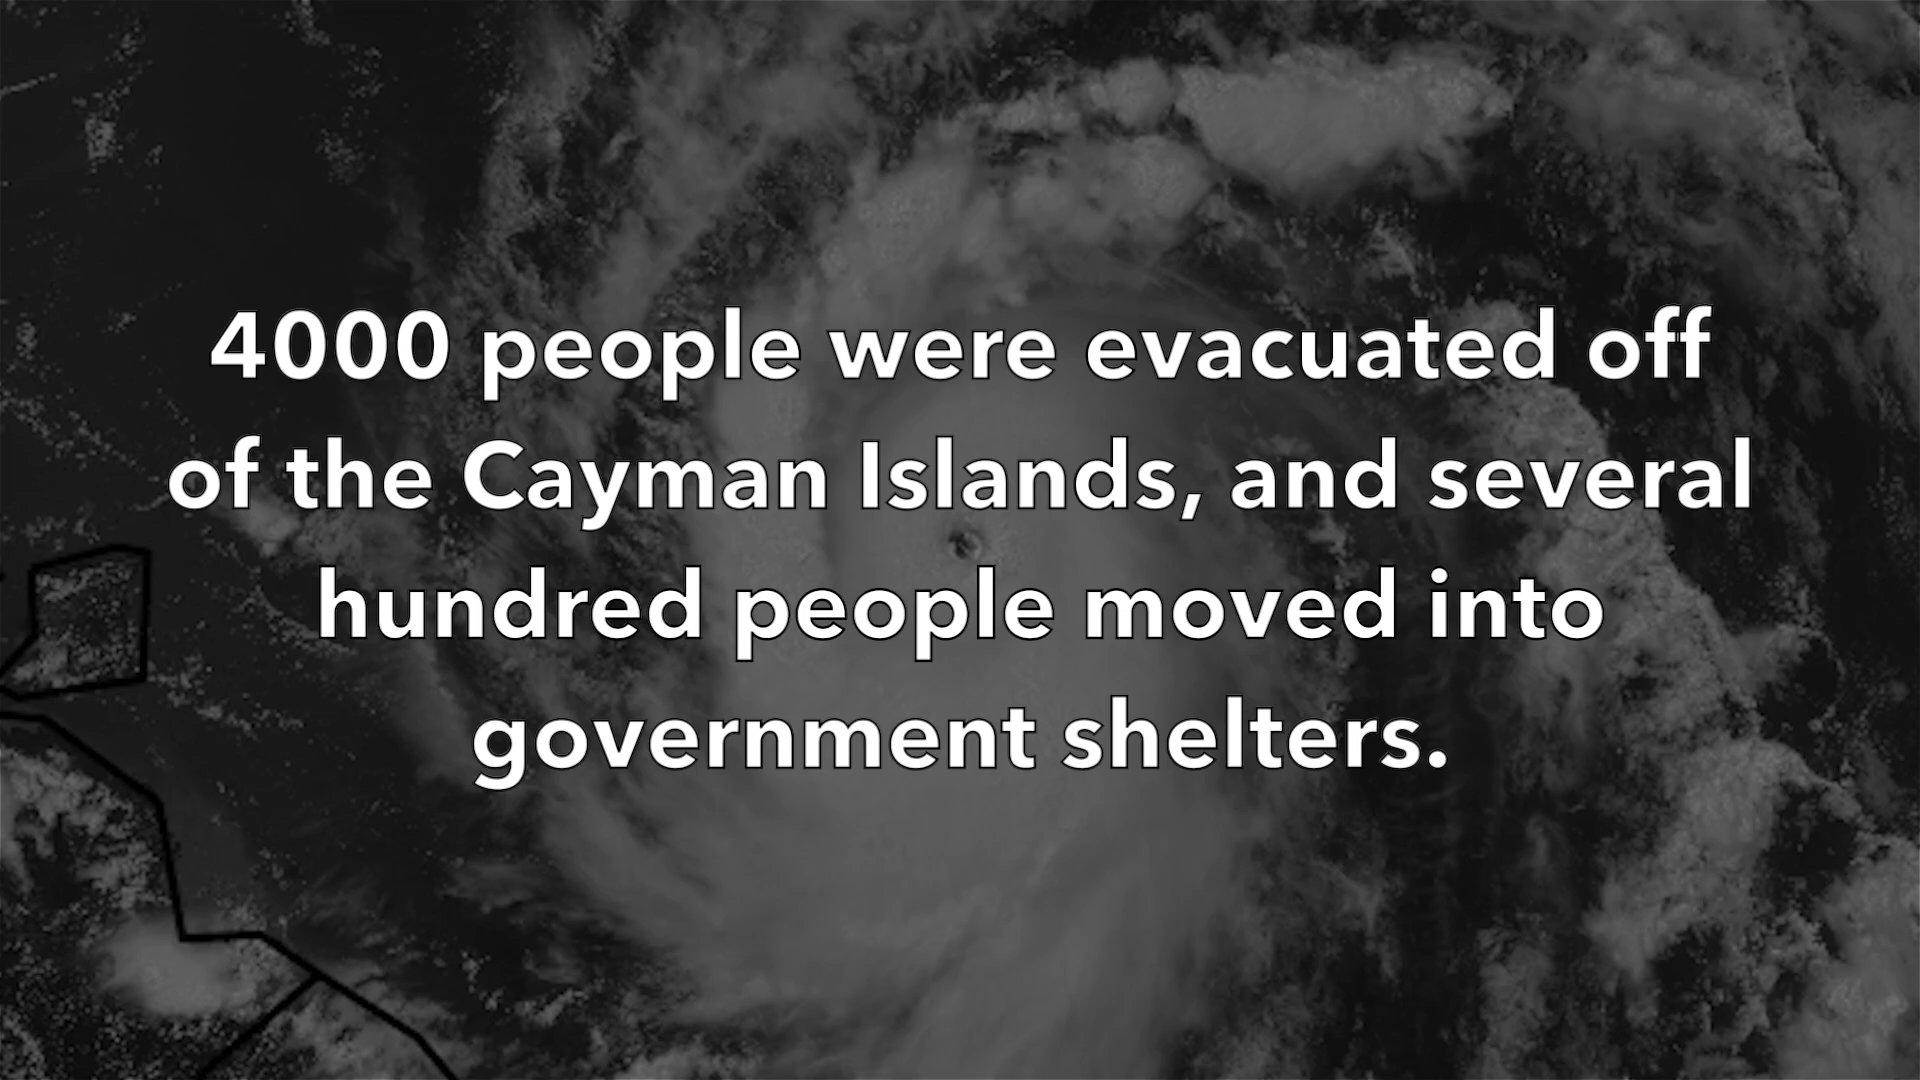 4000 people were evacuated off
of the Cayman Islands, and several
hundred people moved into
government shelters.